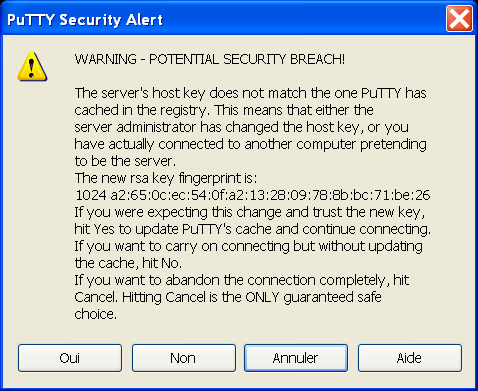 PuTTY Security Alert
WARNING - POTENTIAL SECURITY BREACH!
The server's host key does not match the one PuTTY has
cached in the registry. This means that either the
server administrator has changed the host key, or you
have actually connected to another computer pretending
to be the server.
The new rsa key fingerprint is:
1024 a2:65:0c:ec:54:0f:a2:13:28:09:78:8b:bc:71:be:26
If you were expecting this change and trust the new key,
hit Yes to update PuTTY's cache and continue connecting.
If you want to carry on connecting but without updating
the cache, hit No.
If you want to abandon the connection completely, hit
Cancel. Hitting Cancel is the ONLY guaranteed safe
choice.
Oui Non Annuler Aide